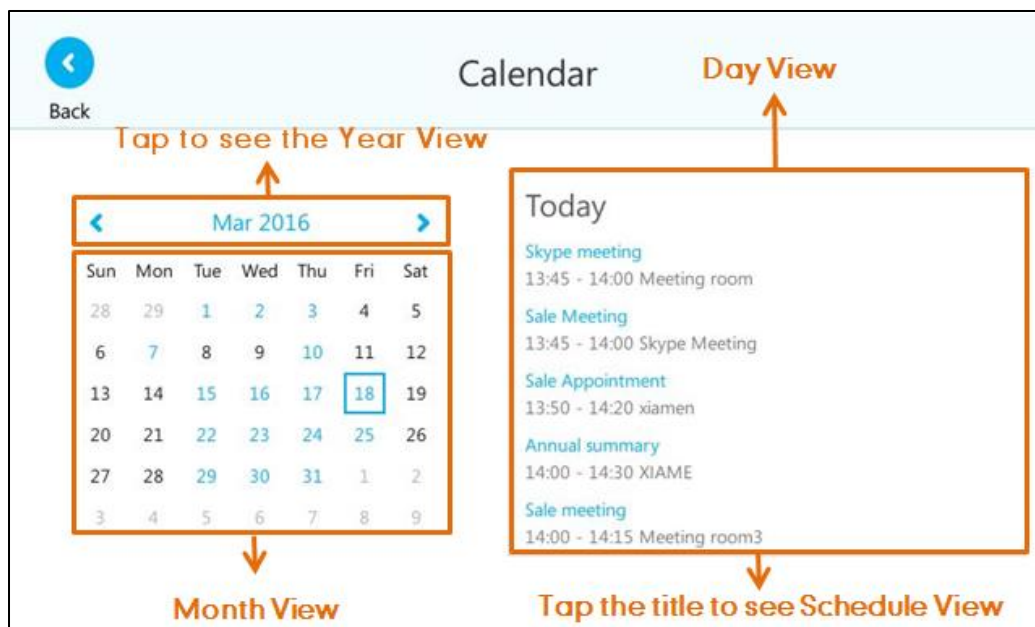 Calendar
Day View
Back
Tap to see the Year View
Mar 2016
Sun Mon Tue Wed Thu Fri Sat
28 29 1 2 3 4 5
6 7 8 9 10 11 12
13 14 15 16 17 18 19
20 21 22 23 24 25 26
27 28 29 30 31 1 2
3 4 5 6 7 8 9
Month View
Today
Skype meeting
13:45 - 14:00 Meeting room
Sale Meeting
13:45 - 14:00 Skype Meeting
Sale Appointment
13:50 - 14:20 xiamen
Annual summary
14:00 - 14:30 XIAME
Sale meeting
14:00 - 14:15 Meeting room3
Tap the title to see Schedule View